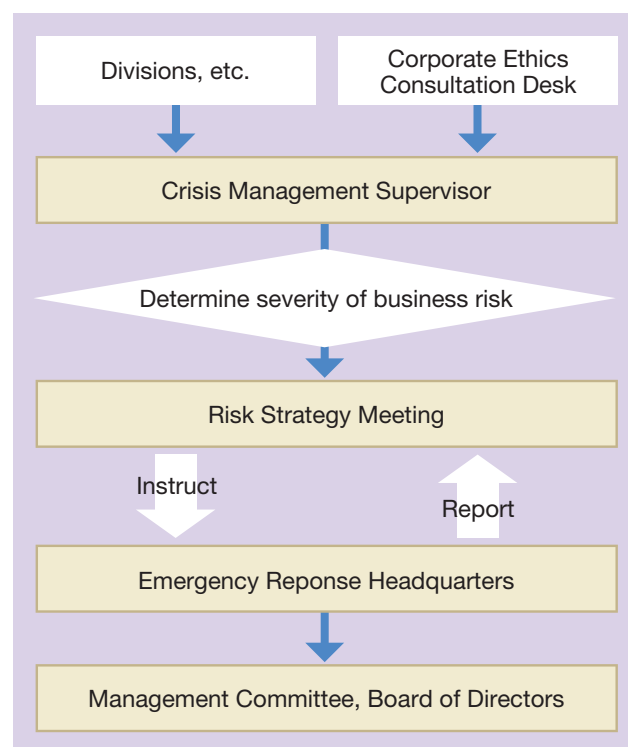 Divisions, etc.
Corporate Ethics
Consultation Desk
Crisis Management Supervisor
Determine severity of business risk
Risk Strategy Meeting
Instruct
Report
Emergency Reponse Headquarters
Management Committee, Board of Directors